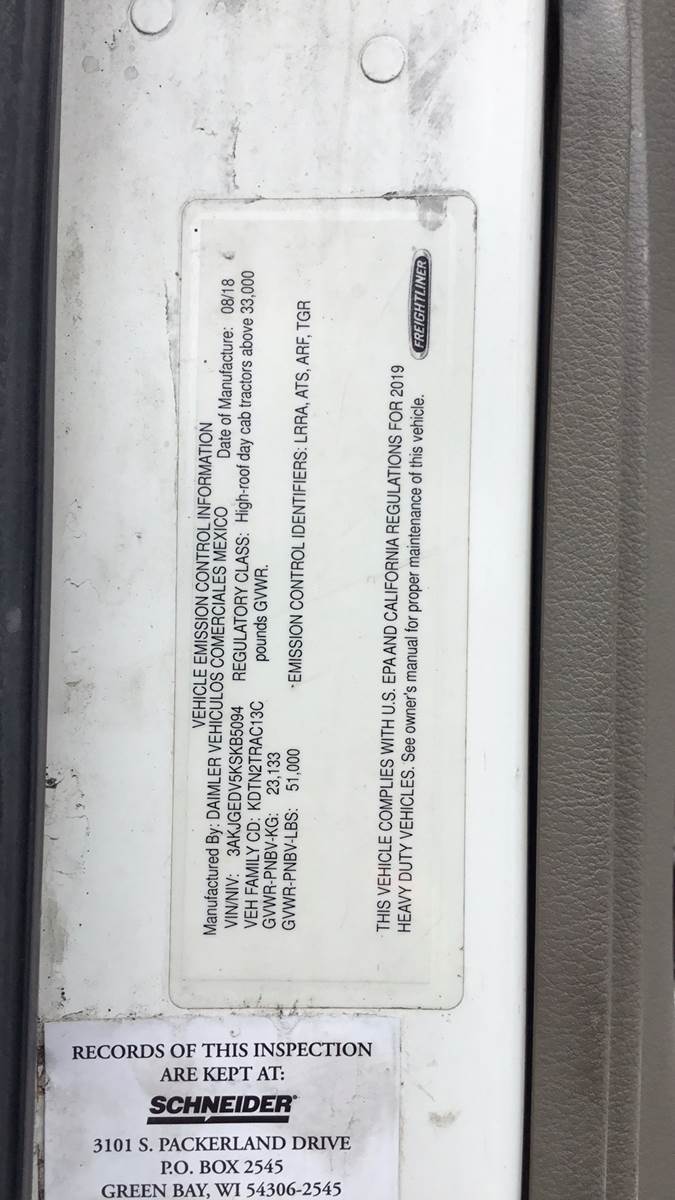 VEHICLE EMISSION CONTROL INFORMATION
Manufactured By: DAIMLER VEHICULOS COMERCIALES MEXICO Date of Manufacture: 08/18
VIN/NIV: 3AKJGEDV5KSKB5094 REGULATORY CLASS: High-roof day cab tractors above 33,000
VEH FAMILY CD: KDTN2TRAC13C pounds GVWR.
GVWR-PNBV-KG: 23,133
GVWR-PNBV-LBS: 51,000 EMISSION CONTROL IDENTIFIERS: LRRA, ATS, ARF, TGR
THIS VEHICLE COMPLIES WITH U.S. EPA AND CALIFORNIA REGULATIONS FOR 2019
HEAVY DUTY VEHICLES. See owner's manual for proper maintenance of this vehicle.
FREIGHTLINER
RECORDS OF THIS INSPECTION
ARE KEPT AT:
SCHNEIDER®
3101 S. PACKERLAND DRIVE
P.O. BOX 2545
GREEN BAY, WI 54306-2545